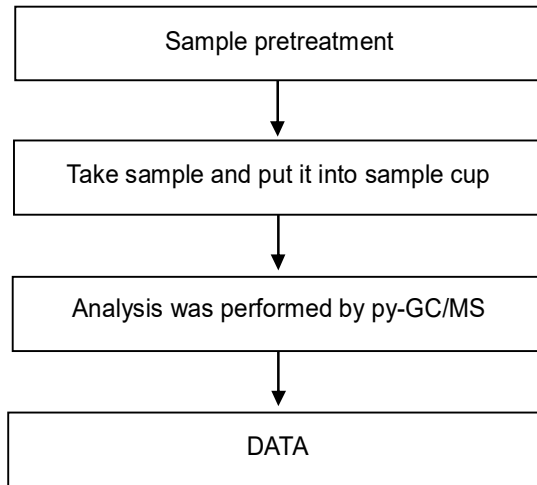 Sample pretreatment
Take sample and put it into sample cup
Analysis was performed by py-GC/MS
DATA